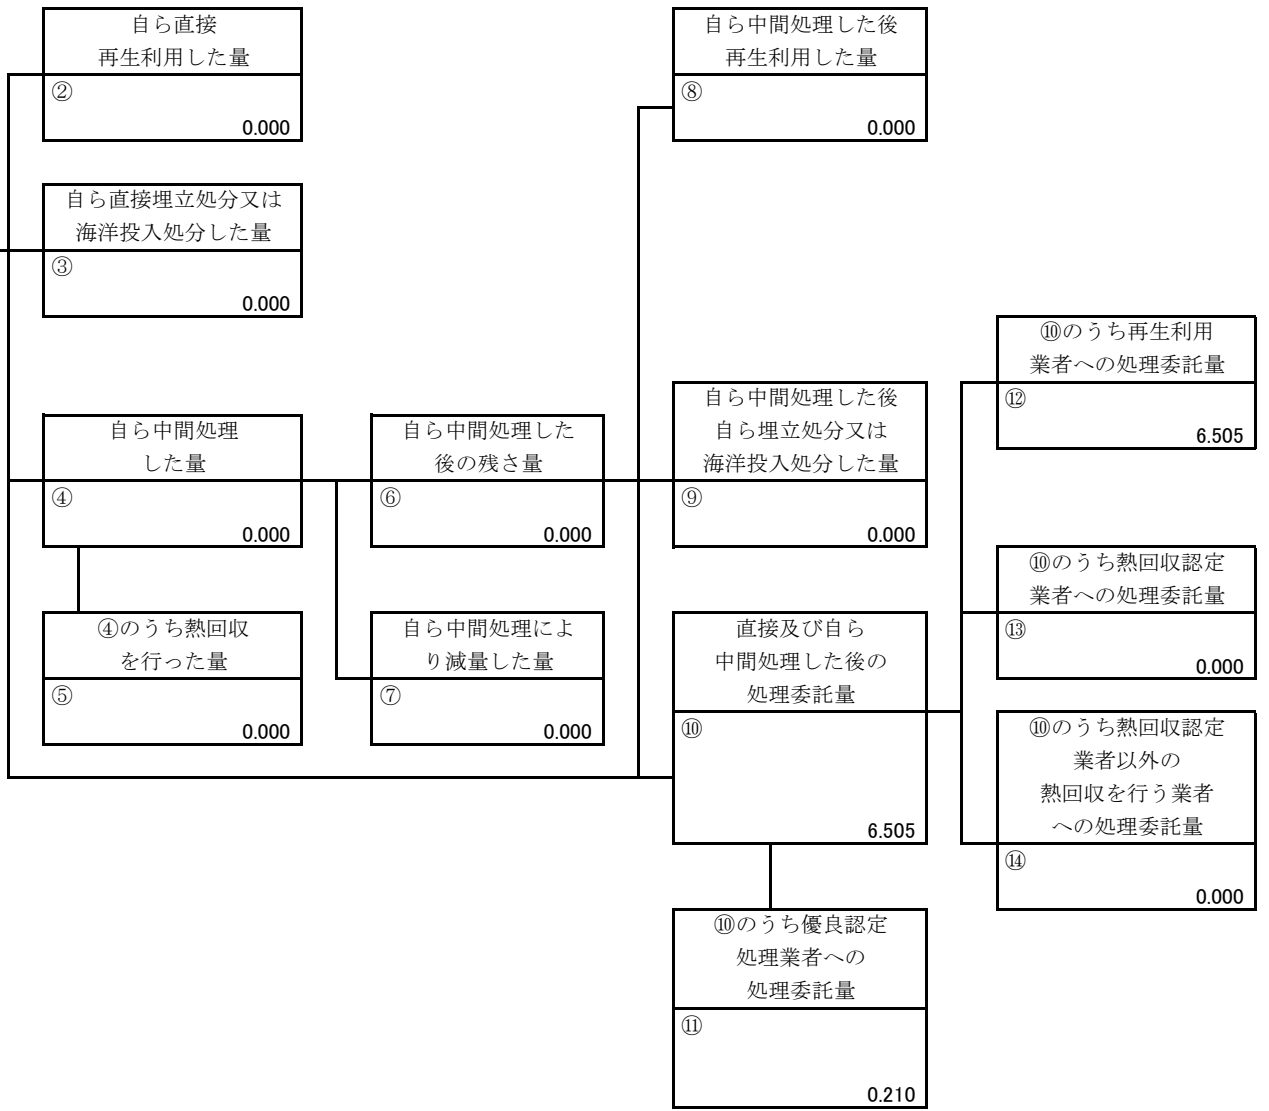 自ら直接
再生利用した量
②
0.000
自ら中間処理した後
再生利用した量
⑧
0.000
自ら直接埋立処分又は
海洋投入処分した量
③
0.000
⑩のうち再生利用
業者への処理委託量
⑫
6.505
自ら中間処理
した量
④
0.000
自ら中間処理した
後の残さ量
⑥
0.000
自ら中間処理した後
自ら埋立処分又は
海洋投入処分した量
⑨
0.000
⑩のうち熱回収認定
業者への処理委託量
⑬
0.000
④のうち熱回収
を行った量
⑤
0.000
自ら中間処理によ
り減量した量
⑦
0.000
直接及び自ら
中間処理した後の
処理委託量
⑩
6.505
⑩のうち熱回収認定
業者以外の
熱回収を行う業者
への処理委託量
⑭
0.000
⑩のうち優良認定
処理業者への
処理委託量
⑪
0.210